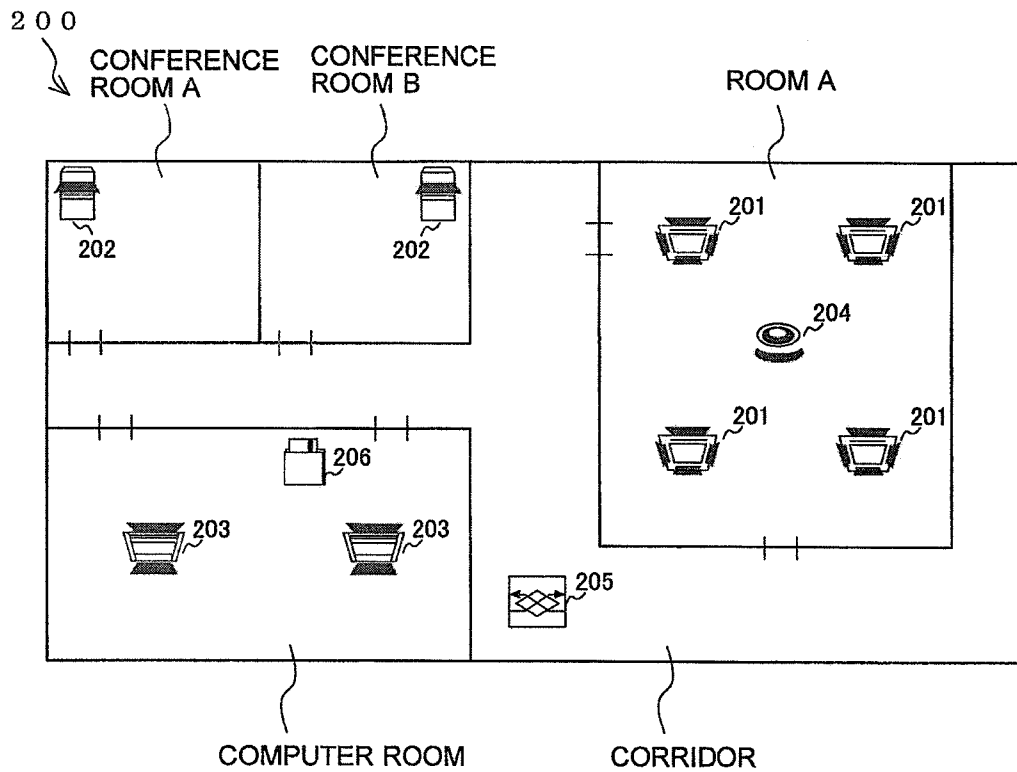 ２００
CONFERENCE
ROOM A
CONFERENCE
ROOM B
ROOM A
202
202
201
201
204
201
201
206
203
203
205
COMPUTER ROOM
CORRIDOR